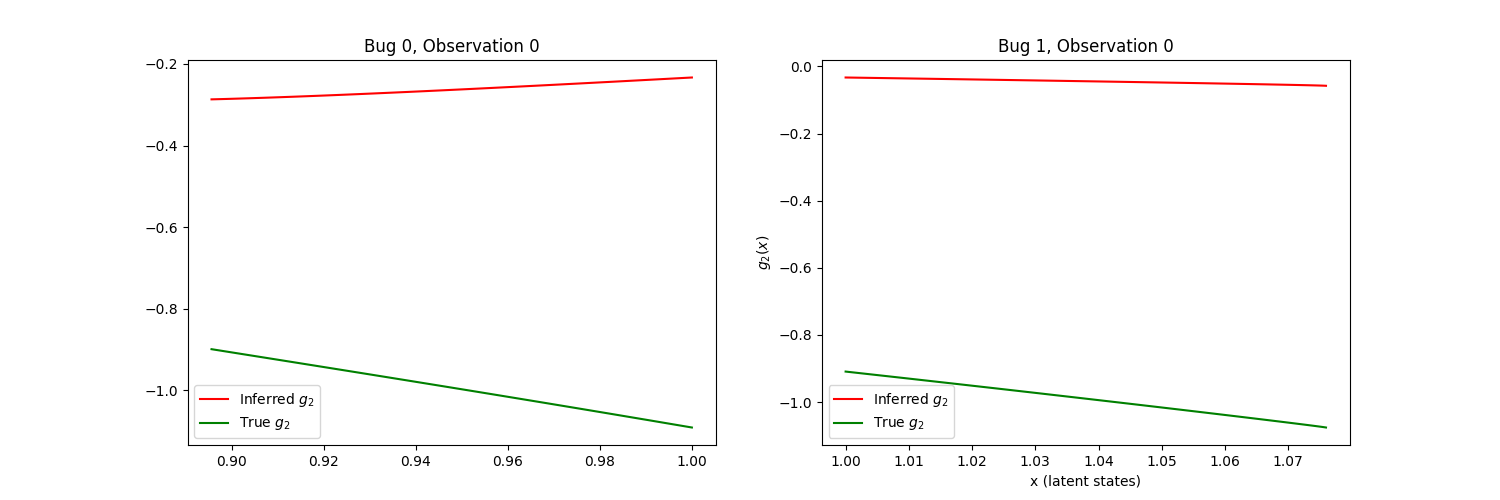 Bug 0, Observation 0
−0.2
−0.4
−0.6
−0.8
−1.0
Inferred g₂
True g₂
0.90 0.92 0.94 0.96 0.98 1.00
Bug 1, Observation 0
g₂(x)
0.0
−0.2
−0.4
−0.6
−0.8
−1.0
Inferred g₂
True g₂
1.00 1.01 1.02 1.03 1.04 1.05 1.06 1.07
x (latent states)